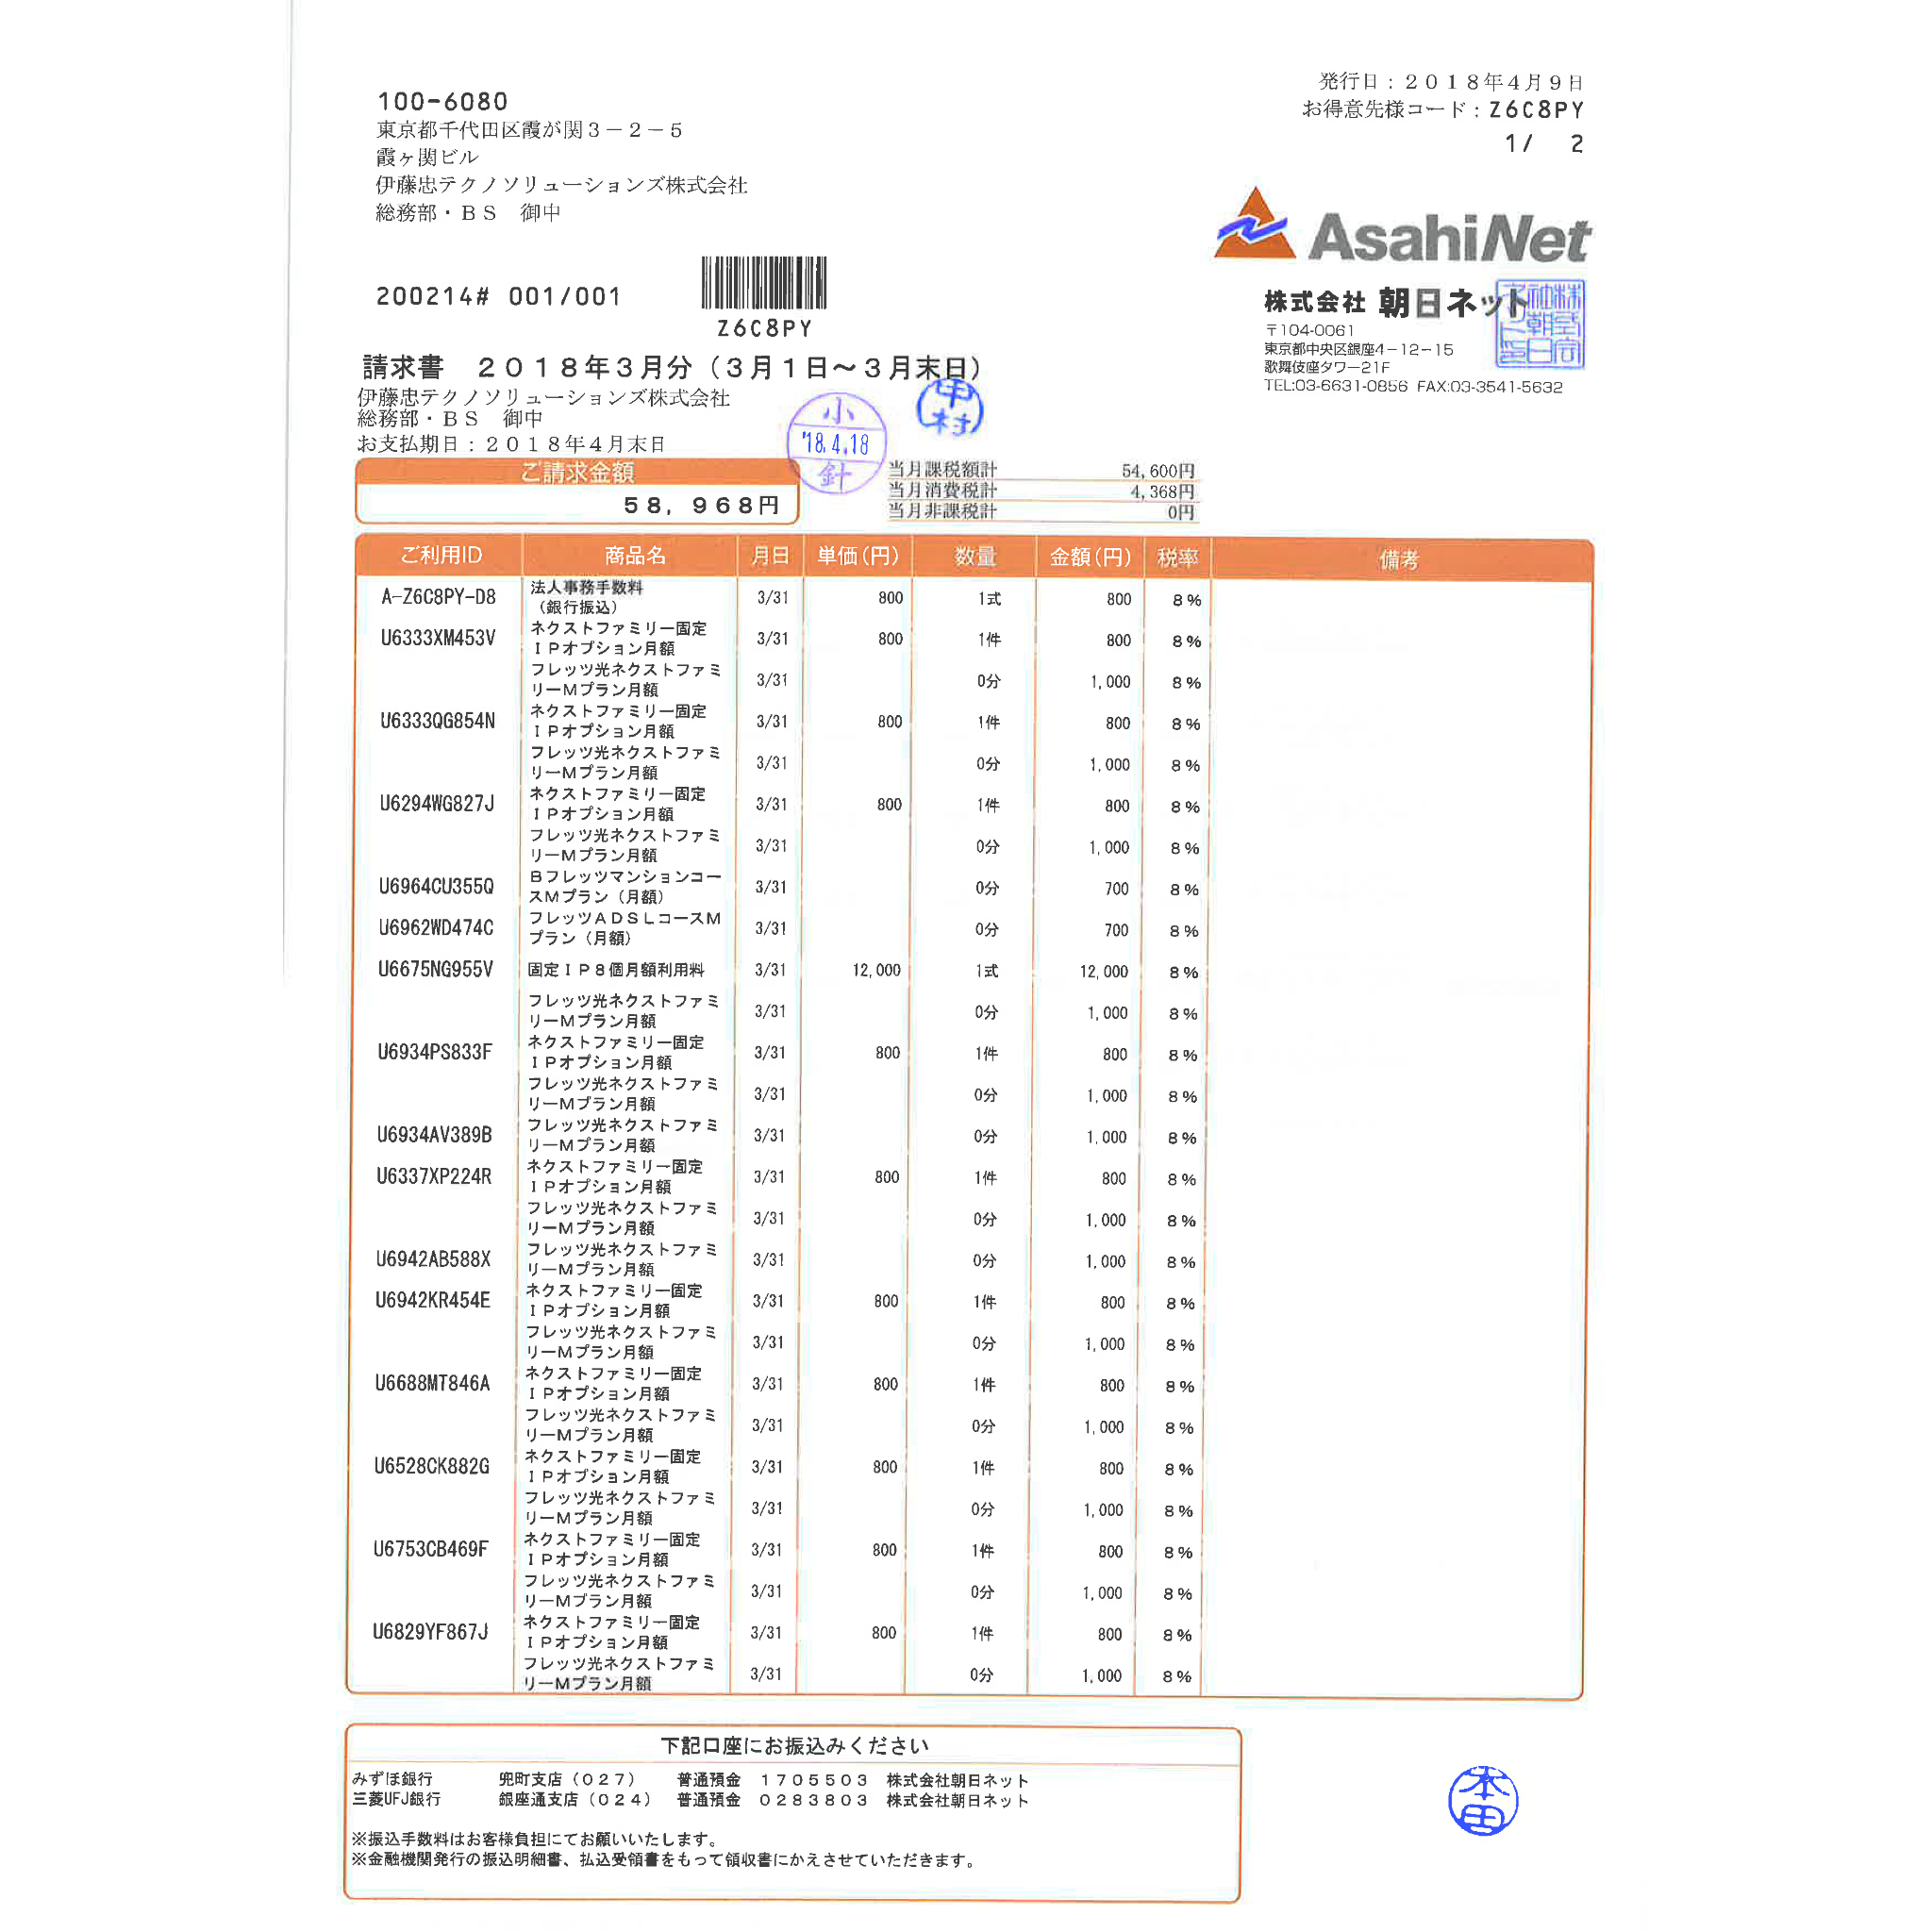 発行日：２０１８年４月９日
お得意先様コード：Z6C8PY
1/ 2
100-6080
東京都千代田区霞が関３－２－５
霞ヶ関ビル
伊藤忠テクノソリューションズ株式会社
総務部・ＢＳ 御中
AsahiNet
200214# 001/001
Z6C8PY
株式会社 朝日ネット
〒104-0061
東京都中央区銀座4－12－15
歌舞伎座タワー21F
TEL:03-6631-0856 FAX:03-3541-5632
請求書 ２０１８年３月分（３月１日～３月末日）
伊藤忠テクノソリューションズ株式会社
総務部・ＢＳ 御中
お支払期日：２０１８年４月末日
小
'18.4.18
針
中村
ご請求金額
５８，９６８円
当月課税額計 54,600円
当月消費税計 4,368円
当月非課税計 0円
ご利用ID 商品名 月日 単価(円) 数量 金額(円) 税率 備考
A-Z6C8PY-D8 法人事務手数料 3/31 800 1式 800 8%
（銀行振込）
U6333XM453V ネクストファミリー固定 3/31 800 1件 800 8%
ＩＰオプション月額
フレッツ光ネクストファミ 3/31 0分 1,000 8%
リーＭプラン月額
U6333QG854N ネクストファミリー固定 3/31 800 1件 800 8%
ＩＰオプション月額
フレッツ光ネクストファミ 3/31 0分 1,000 8%
リーＭプラン月額
U6294WG827J ネクストファミリー固定 3/31 800 1件 800 8%
ＩＰオプション月額
フレッツ光ネクストファミ 3/31 0分 1,000 8%
リーＭプラン月額
U6964CU355Q Ｂフレッツマンションコー 3/31 0分 700 8%
スＭプラン（月額）
U6962WD474C フレッツＡＤＳＬコースＭ 3/31 0分 700 8%
プラン（月額）
U6675NG955V 固定ＩＰ８個月額利用料 3/31 12,000 1式 12,000 8%
フレッツ光ネクストファミ 3/31 0分 1,000 8%
リーＭプラン月額
U6934PS833F ネクストファミリー固定 3/31 800 1件 800 8%
ＩＰオプション月額
フレッツ光ネクストファミ 3/31 0分 1,000 8%
リーＭプラン月額
U6934AV389B フレッツ光ネクストファミ 3/31 0分 1,000 8%
リーＭプラン月額
U6337XP224R ネクストファミリー固定 3/31 800 1件 800 8%
ＩＰオプション月額
フレッツ光ネクストファミ 3/31 0分 1,000 8%
リーＭプラン月額
U6942AB588X フレッツ光ネクストファミ 3/31 0分 1,000 8%
リーＭプラン月額
U6942KR454E ネクストファミリー固定 3/31 800 1件 800 8%
ＩＰオプション月額
フレッツ光ネクストファミ 3/31 0分 1,000 8%
リーＭプラン月額
U6688MT846A ネクストファミリー固定 3/31 800 1件 800 8%
ＩＰオプション月額
フレッツ光ネクストファミ 3/31 0分 1,000 8%
リーＭプラン月額
U6528CK882G ネクストファミリー固定 3/31 800 1件 800 8%
ＩＰオプション月額
フレッツ光ネクストファミ 3/31 0分 1,000 8%
リーＭプラン月額
U6753CB469F ネクストファミリー固定 3/31 800 1件 800 8%
ＩＰオプション月額
フレッツ光ネクストファミ 3/31 0分 1,000 8%
リーＭプラン月額
U6829YF867J ネクストファミリー固定 3/31 800 1件 800 8%
ＩＰオプション月額
フレッツ光ネクストファミ 3/31 0分 1,000 8%
リーＭプラン月額
下記口座にお振込みください
みずほ銀行 兜町支店（０２７） 普通預金 １７０５５０３ 株式会社朝日ネット
三菱UFJ銀行 銀座通支店（０２４） 普通預金 ０２８３８０３ 株式会社朝日ネット
※振込手数料はお客様負担にてお願いいたします。
※金融機関発行の振込明細書、払込受領書をもって領収書にかえさせていただきます。
本田